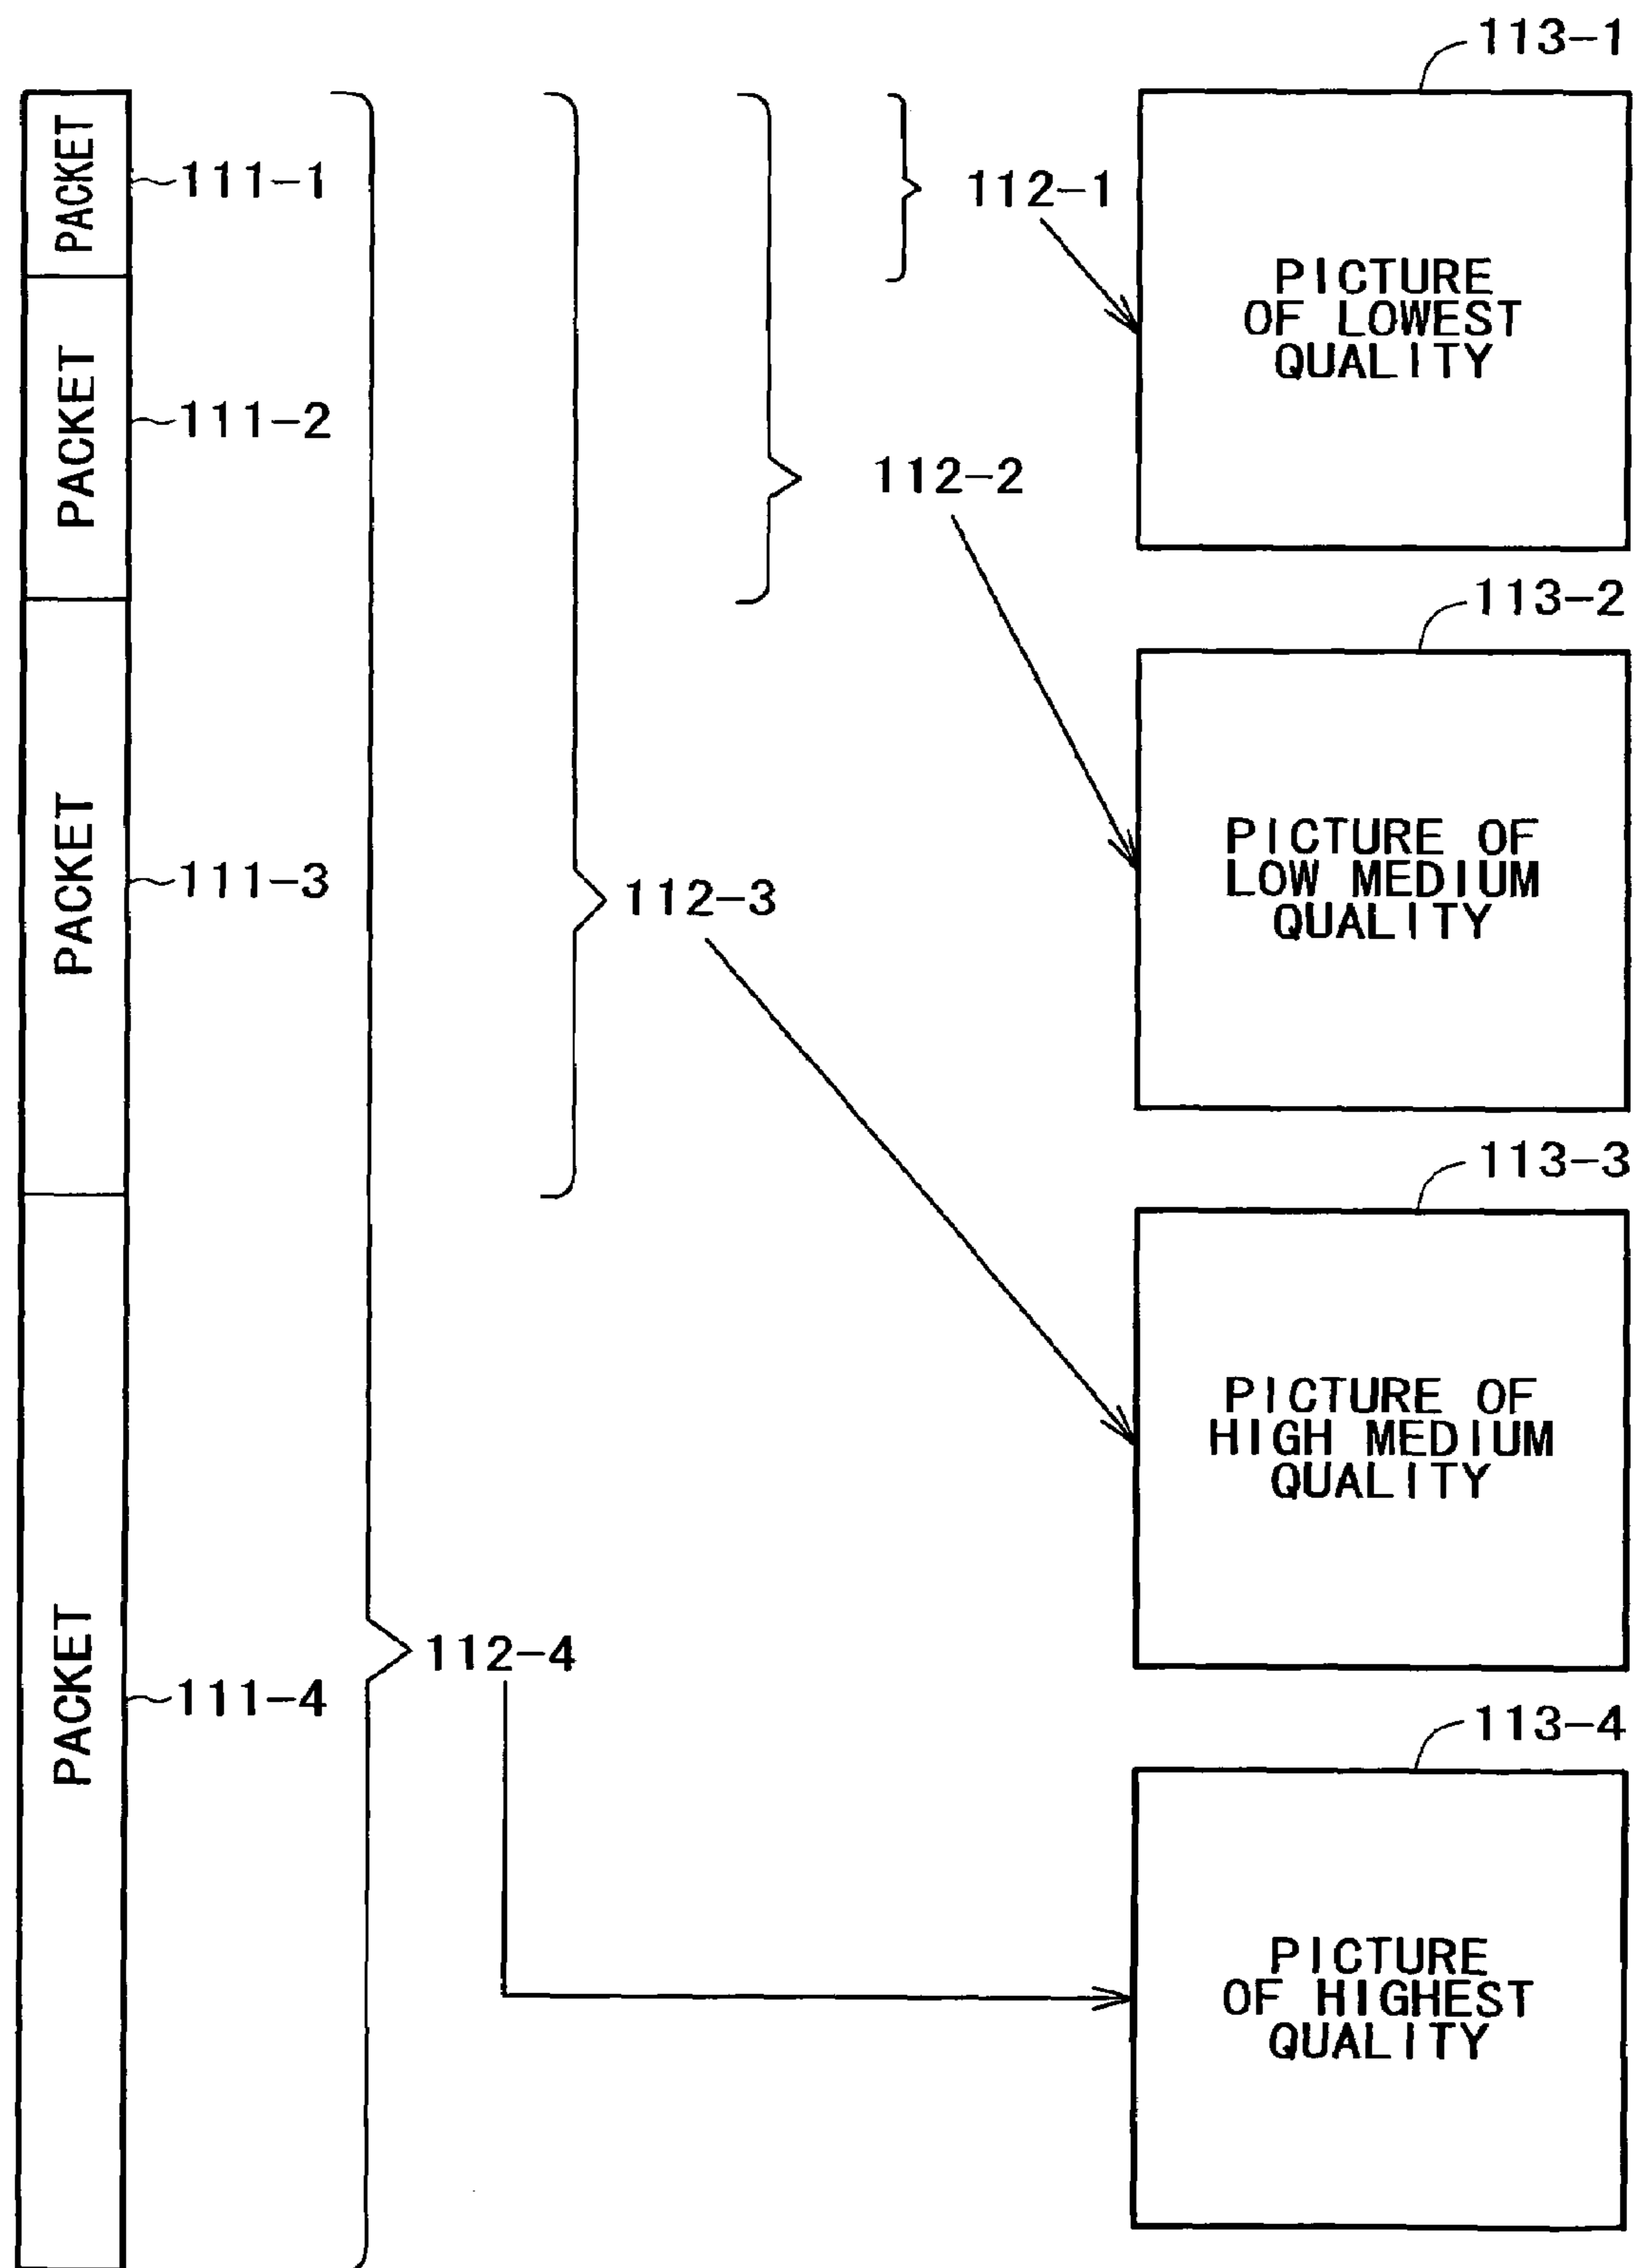 113-1
PACKET
111-1
112-1
PICTURE
OF LOWEST
QUALITY
PACKET
111-2
112-2
113-2
PICTURE OF
LOW MEDIUM
QUALITY
PACKET
111-3
112-3
113-3
PICTURE OF
HIGH MEDIUM
QUALITY
PACKET
111-4
112-4
113-4
PICTURE
OF HIGHEST
QUALITY